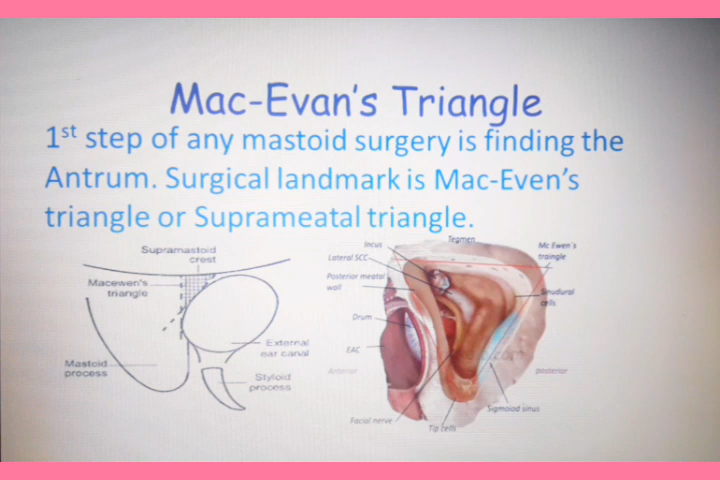 Mac-Evan's Triangle
1st step of any mastoid surgery is finding the
Antrum. Surgical landmark is Mac-Even's
triangle or Suprameatal triangle.
Supramastoid
crest
Macewen's
triangle
External
ear canal
Mastoid
process
Styloid
process
Incus
Tegmen
Mc Ewen's
traingle
Lateral SCC
Posterior meatal
wall
Sinudural
cells
Drum
EAC
Anterior
posterior
Sigmoid sinus
Facial nerve
Tip cells